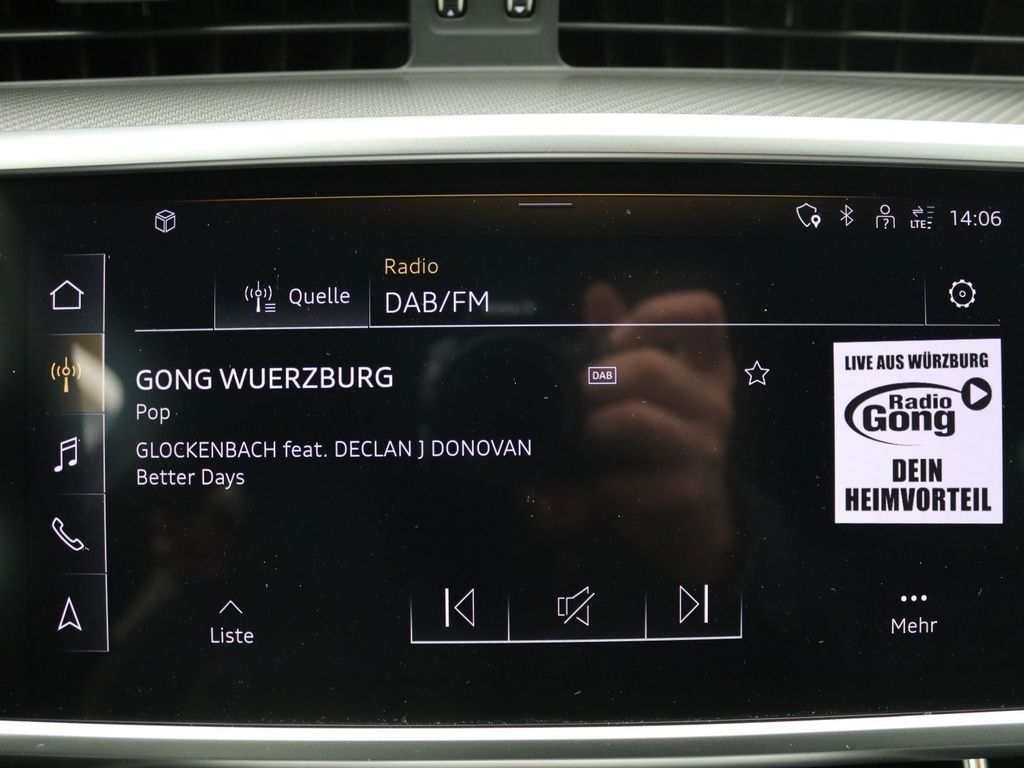 LTE
14:06
Radio
Quelle
DAB/FM
GONG WUERZBURG
DAB
Pop
GLOCKENBACH feat. DECLAN J DONOVAN
Better Days
LIVE AUS WÜRZBURG
Radio
Gong
DEIN
HEIMVORTEIL
Liste
Mehr